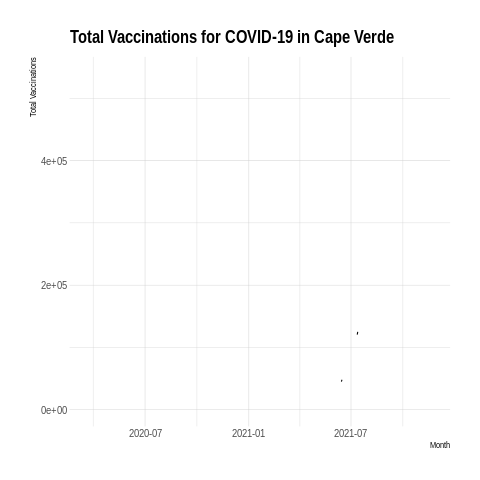 Total Vaccinations for COVID-19 in Cape Verde
Total Vaccinations
4e+05
2e+05
0e+00
2020-07
2021-01
2021-07
Month